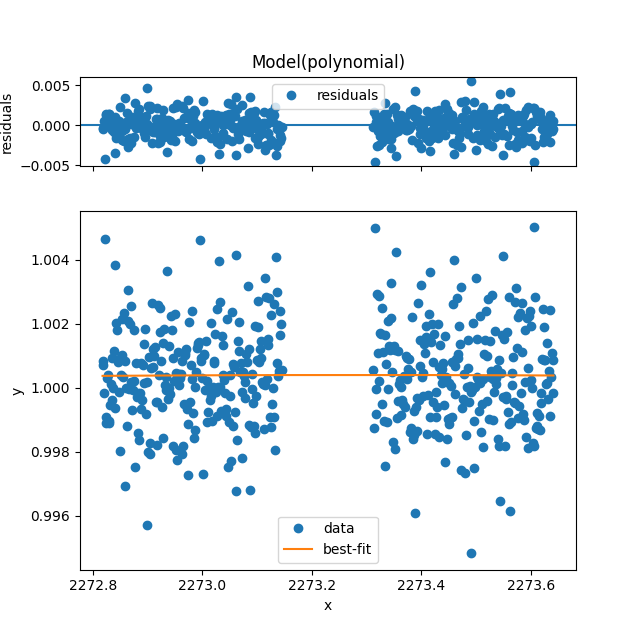 Model(polynomial)
0.005
0.000
−0.005
residuals
residuals
1.004
1.002
1.000
0.998
0.996
y
data
best-fit
2272.8
2273.0
2273.2
2273.4
2273.6
x